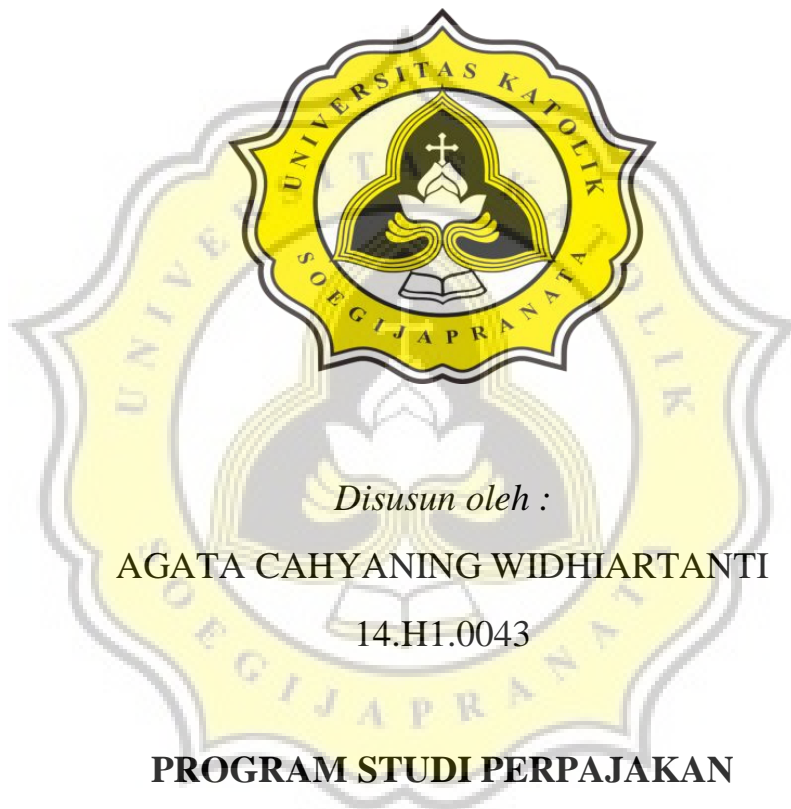 UNIVERSITAS KATOLIK
SOEGIJAPRANATA
Disusun oleh :
AGATA CAHYANING WIDHIARTANTI
14.H1.0043
PROGRAM STUDI PERPAJAKAN